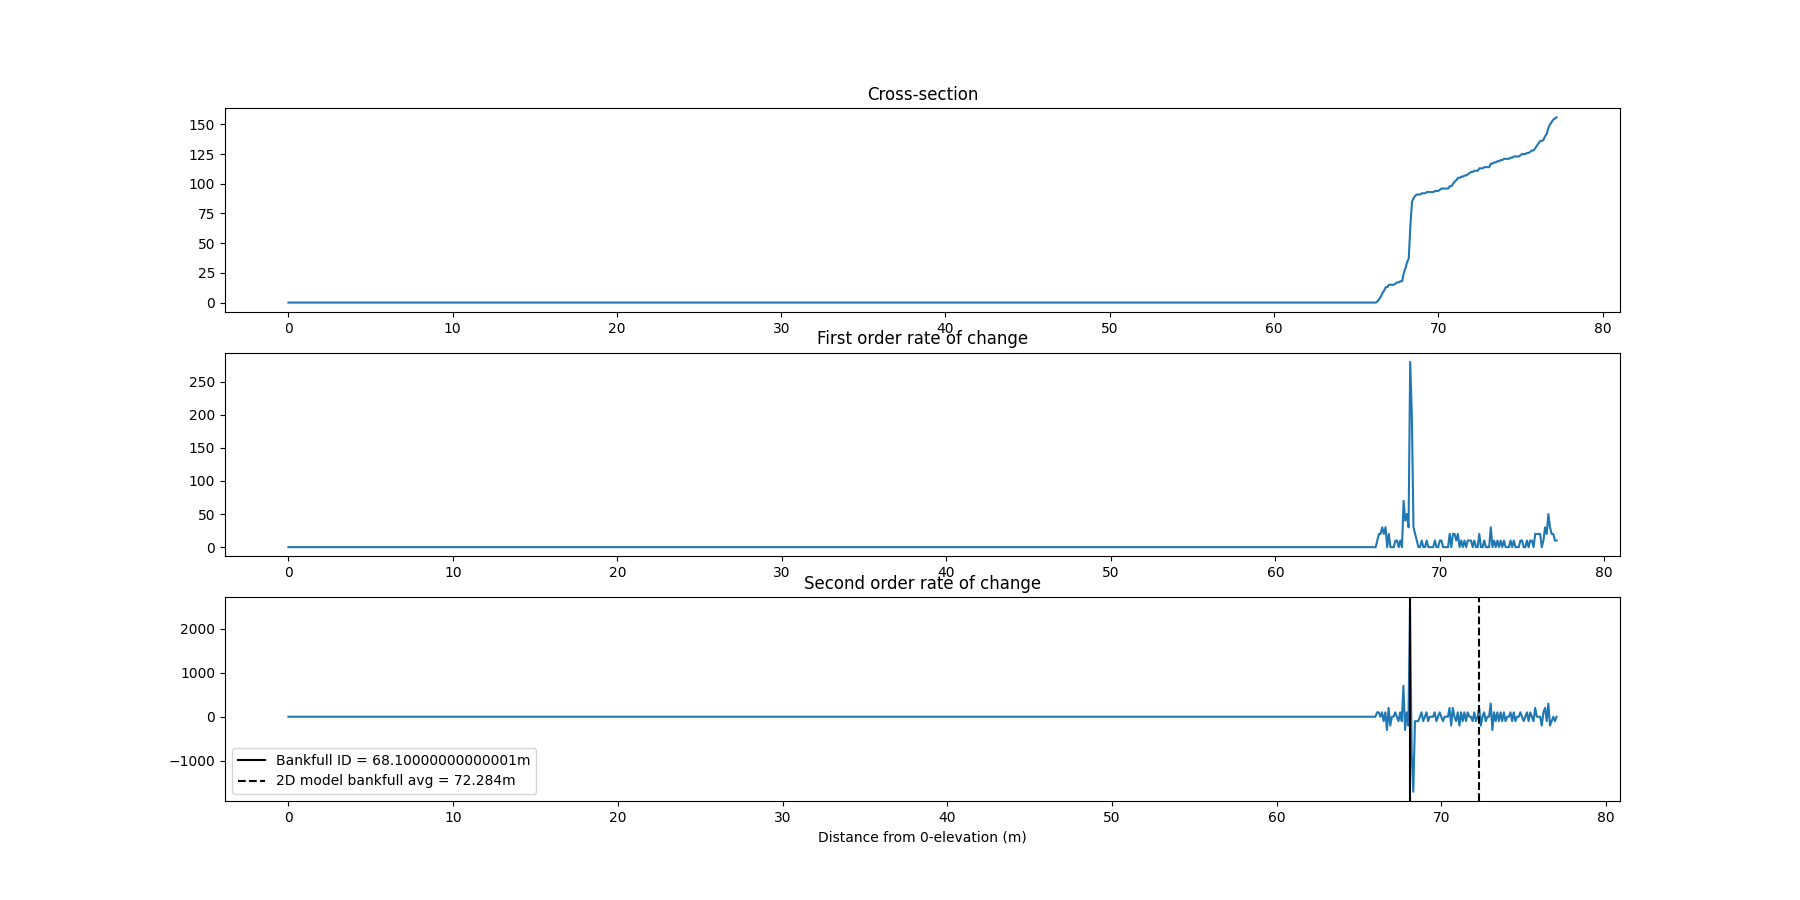 Cross-section
150
125
100
75
50
25
0
0 10 20 30 40 50 60 70 80
First order rate of change
250
200
150
100
50
0
0 10 20 30 40 50 60 70 80
Second order rate of change
2000
1000
0
−1000
Bankfull ID = 68.10000000000001m
2D model bankfull avg = 72.284m
0 10 20 30 40 50 60 70 80
Distance from 0-elevation (m)